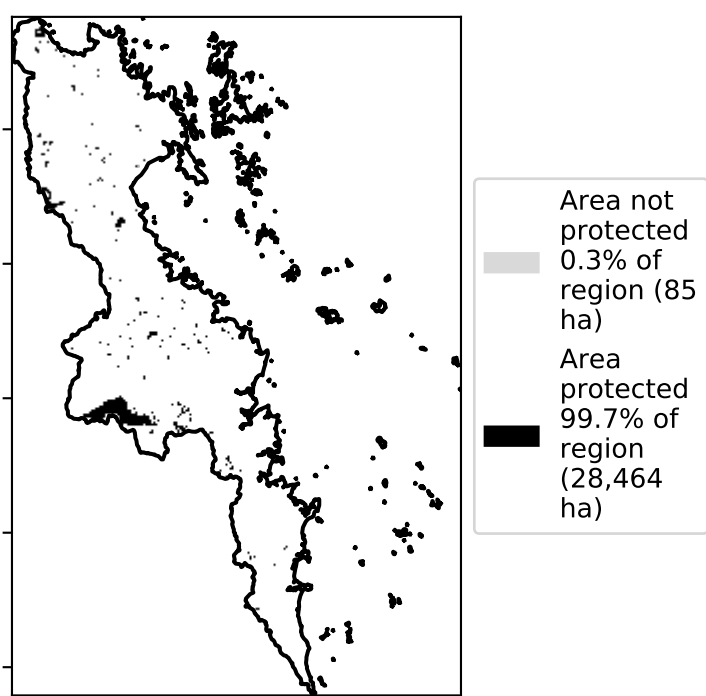 Area not
protected
0.3% of
region (85
ha)
Area
protected
99.7% of
region
(28,464
ha)